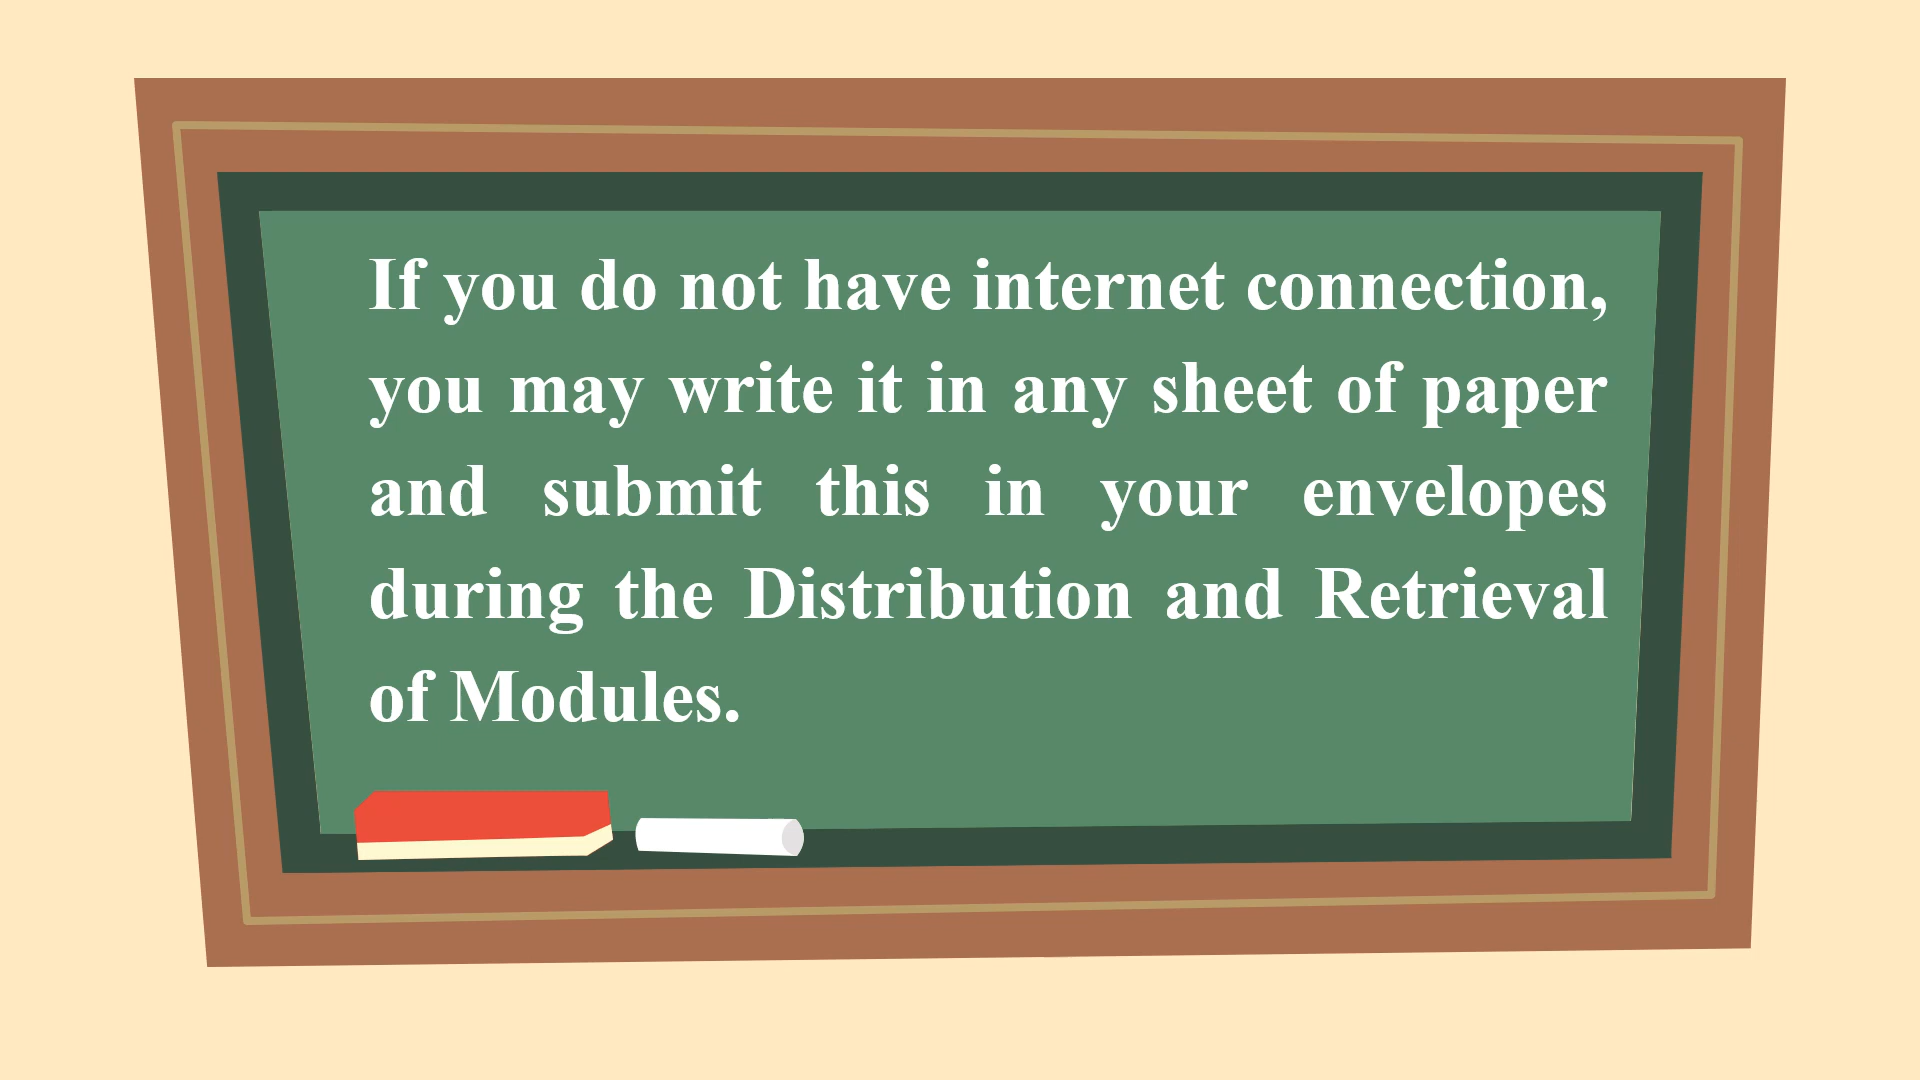 If you do not have internet connection,
you may write it in any sheet of paper
and submit this in your envelopes
during the Distribution and Retrieval
of Modules.